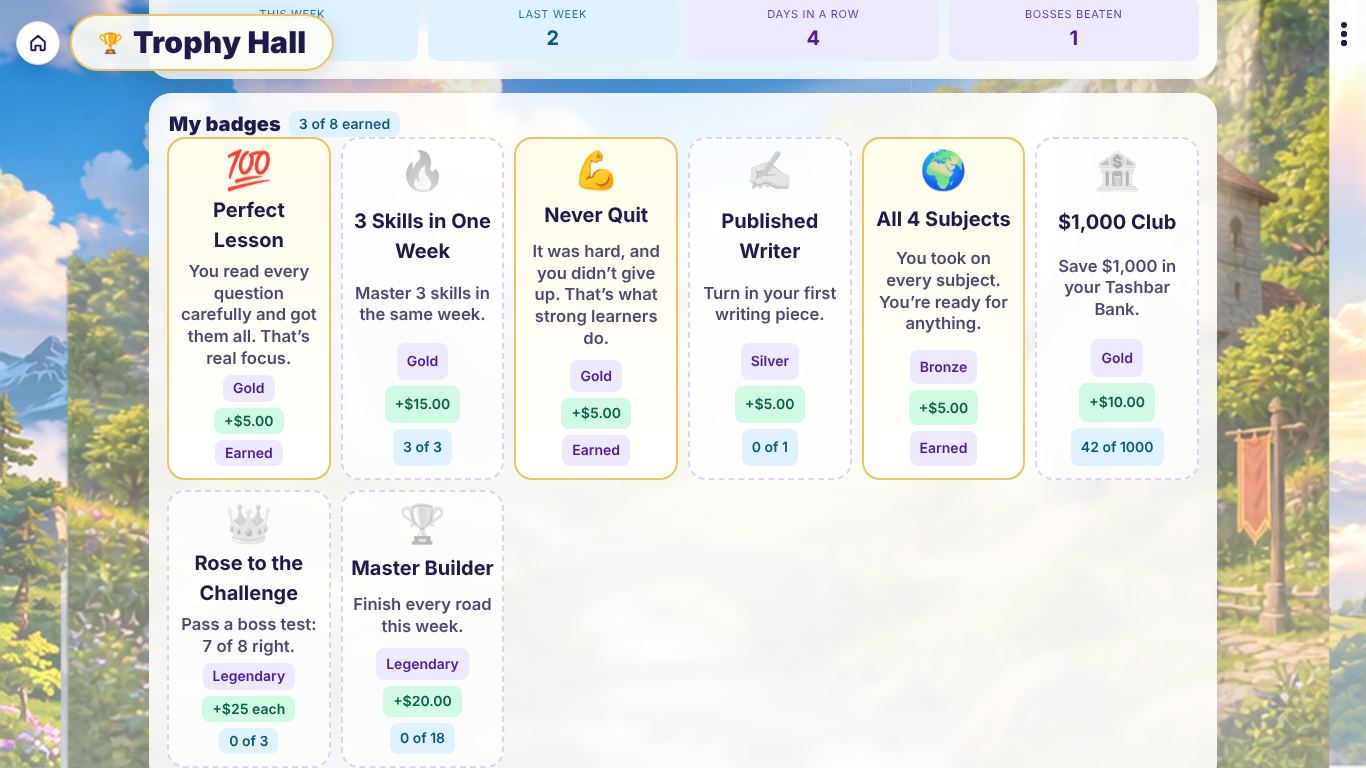 THIS WEEK
LAST WEEK
2
DAYS IN A ROW
4
BOSSES BEATEN
1
Trophy Hall
My badges
3 of 8 earned
100
Perfect
Lesson
You read every
question
carefully and got
them all. That’s
real focus.
Gold
+$5.00
Earned
3 Skills in One
Week
Master 3 skills in
the same week.
Gold
+$15.00
3 of 3
Never Quit
It was hard, and
you didn’t give
up. That’s what
strong learners
do.
Gold
+$5.00
Earned
Published
Writer
Turn in your first
writing piece.
Silver
+$5.00
0 of 1
All 4 Subjects
You took on
every subject.
You’re ready for
anything.
Bronze
+$5.00
Earned
$1,000 Club
Save $1,000 in
your Tashbar
Bank.
Gold
+$10.00
42 of 1000
Rose to the
Challenge
Pass a boss test:
7 of 8 right.
Legendary
+$25 each
0 of 3
Master Builder
Finish every road
this week.
Legendary
+$20.00
0 of 18